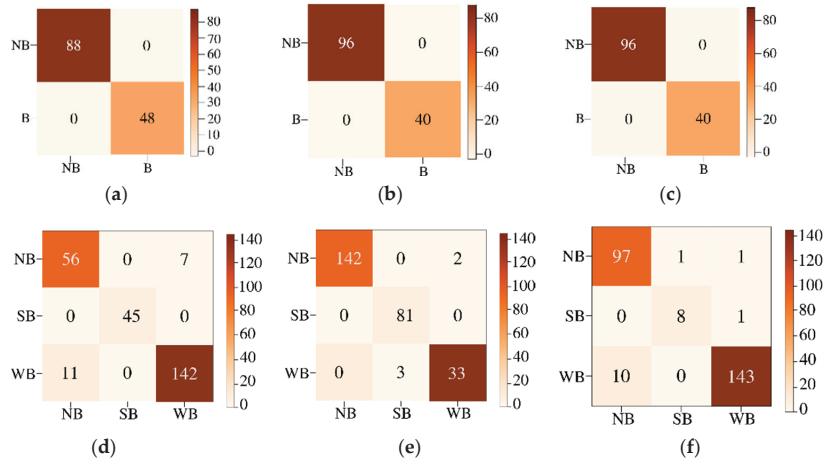 NB 88 0
B 0 48
NB B
80
70
60
50
40
30
20
10
0
(a)
NB 96 0
B 0 40
NB B
80
60
40
20
0
(b)
NB 96 0
B 0 40
NB B
80
60
40
20
0
(c)
NB 56 0 7
SB 0 45 0
WB 11 0 142
NB SB WB
140
120
100
80
60
40
20
0
(d)
NB 142 0 2
SB 0 81 0
WB 0 3 33
NB SB WB
140
120
100
80
60
40
20
0
(e)
NB 97 1 1
SB 0 8 1
WB 10 0 143
NB SB WB
140
120
100
80
60
40
20
0
(f)